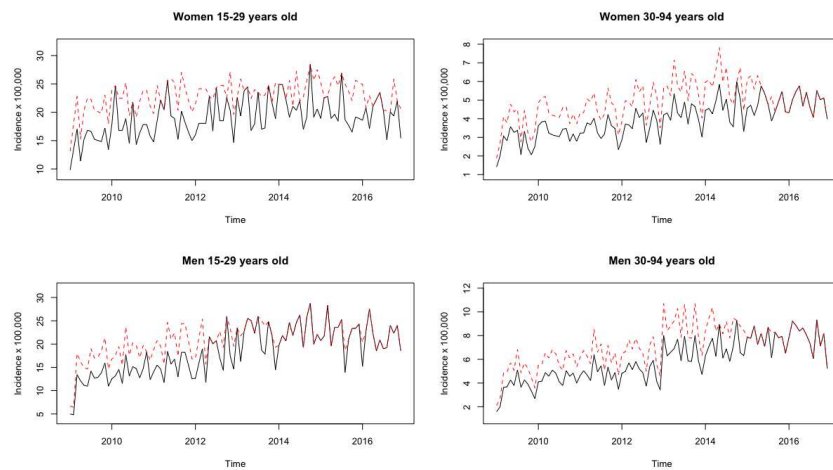 Women 15-29 years old
Women 30-94 years old
Incidence x 100,000
10 15 20 25 30
2010 2012 2014 2016
Time
Incidence x 100,000
1 2 3 4 5 6 7 8
2010 2012 2014 2016
Time
Men 15-29 years old
Men 30-94 years old
Incidence x 100,000
5 10 15 20 25 30
2010 2012 2014 2016
Time
Incidence x 100,000
2 4 6 8 10 12
2010 2012 2014 2016
Time